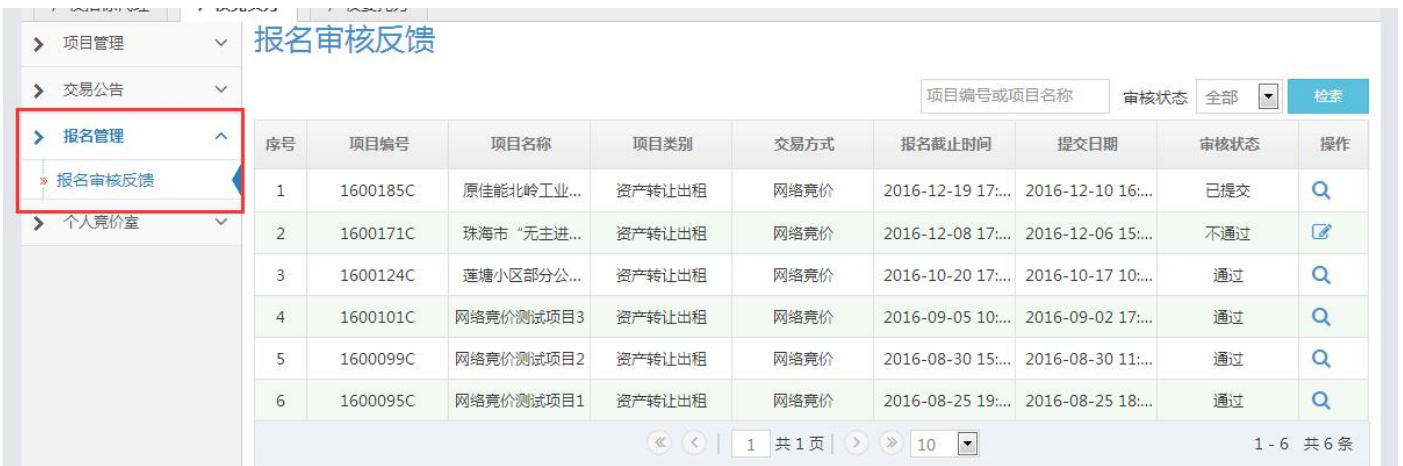 报名审核反馈
项目管理
交易公告
报名管理
报名审核反馈
个人竞价室
项目编号或项目名称 审核状态 全部 检索
序号 项目编号 项目名称 项目类别 交易方式 报名截止时间 提交日期 审核状态 操作
1 1600185C 原佳能北岭工业... 资产转让出租 网络竞价 2016-12-19 17:... 2016-12-10 16:... 已提交
2 1600171C 珠海市“无主进... 资产转让出租 网络竞价 2016-12-08 17:... 2016-12-06 15:... 不通过
3 1600124C 莲塘小区部分公... 资产转让出租 网络竞价 2016-10-20 17:... 2016-10-17 10:... 通过
4 1600101C 网络竞价测试项目3 资产转让出租 网络竞价 2016-09-05 10:... 2016-09-02 17:... 通过
5 1600099C 网络竞价测试项目2 资产转让出租 网络竞价 2016-08-30 15:... 2016-08-30 11:... 通过
6 1600095C 网络竞价测试项目1 资产转让出租 网络竞价 2016-08-25 19:... 2016-08-25 18:... 通过
1 共1页 10 1 - 6 共6条